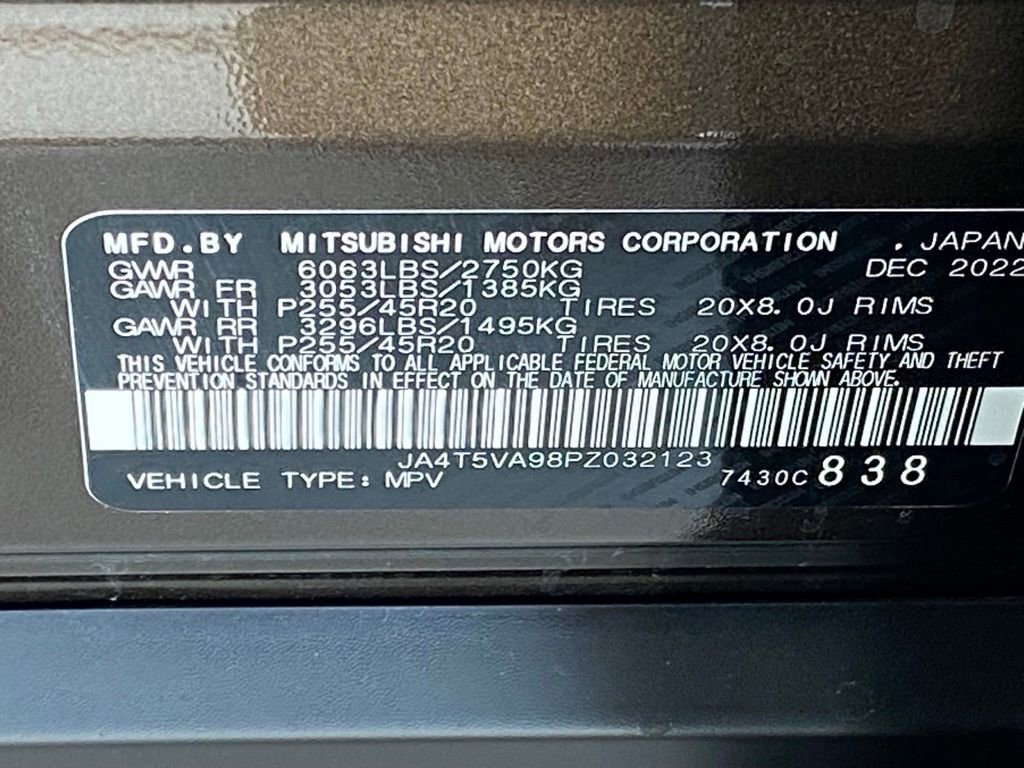 MFD.BY MITSUBISHI MOTORS CORPORATION . JAPAN
GVWR 6063LBS/2750KG DEC 2022
GAWR FR 3053LBS/1385KG
WITH P255/45R20 TIRES 20X8.0J RIMS
GAWR RR 3296LBS/1495KG
WITH P255/45R20 TIRES 20X8.0J RIMS
THIS VEHICLE CONFORMS TO ALL APPLICABLE FEDERAL MOTOR VEHICLE SAFETY AND THEFT
PREVENTION STANDARDS IN EFFECT ON THE DATE OF MANUFACTURE SHOWN ABOVE.
JA4T5VA98PZ032123
VEHICLE TYPE: MPV 7430C 838